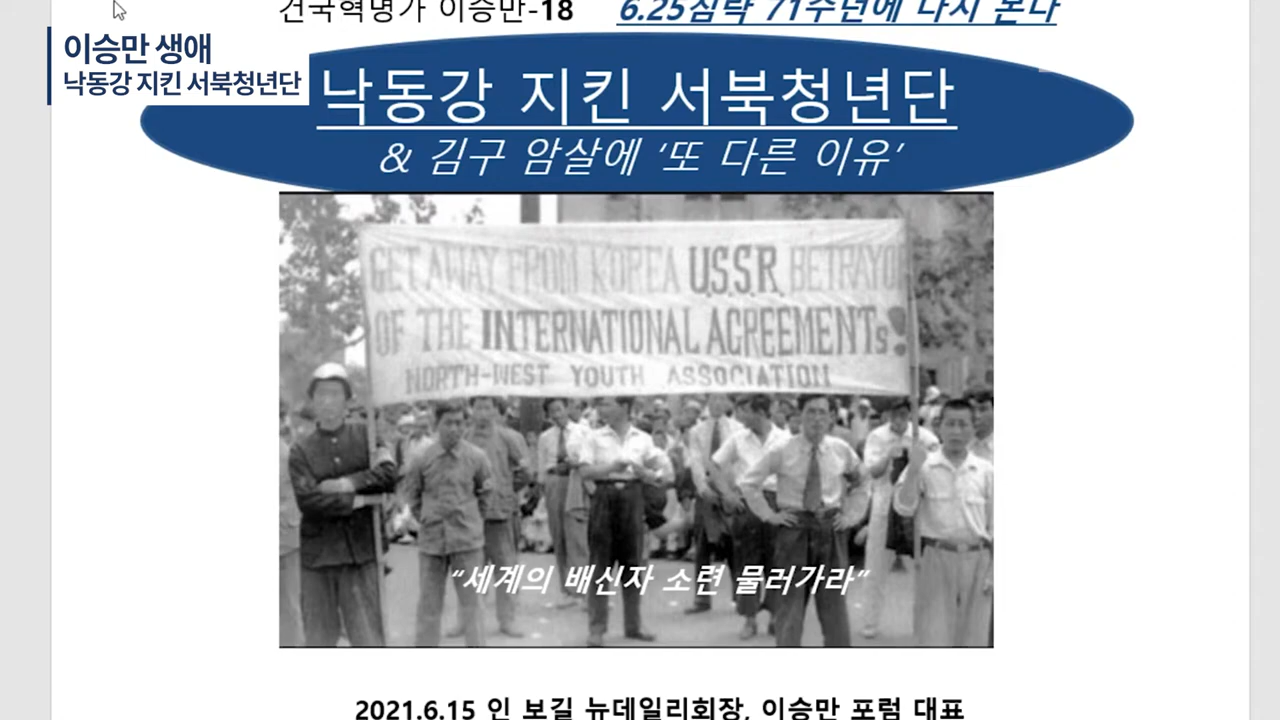 건국혁명가 이승만-18 6.25침략 71주년에 다시 본다
이승만 생애
낙동강 지킨 서북청년단
낙동강 지킨 서북청년단
& 김구 암살에 ‘또 다른 이유’
GET AWAY FROM KOREA U.S.S.R. BETRAYO
OF THE INTERNATIONAL AGREEMENTs!
NORTH-WEST YOUTH ASSOCIATION
“세계의 배신자 소련 물러가라”
2021.6.15 인 보길 뉴데일리회장, 이승만 포럼 대표